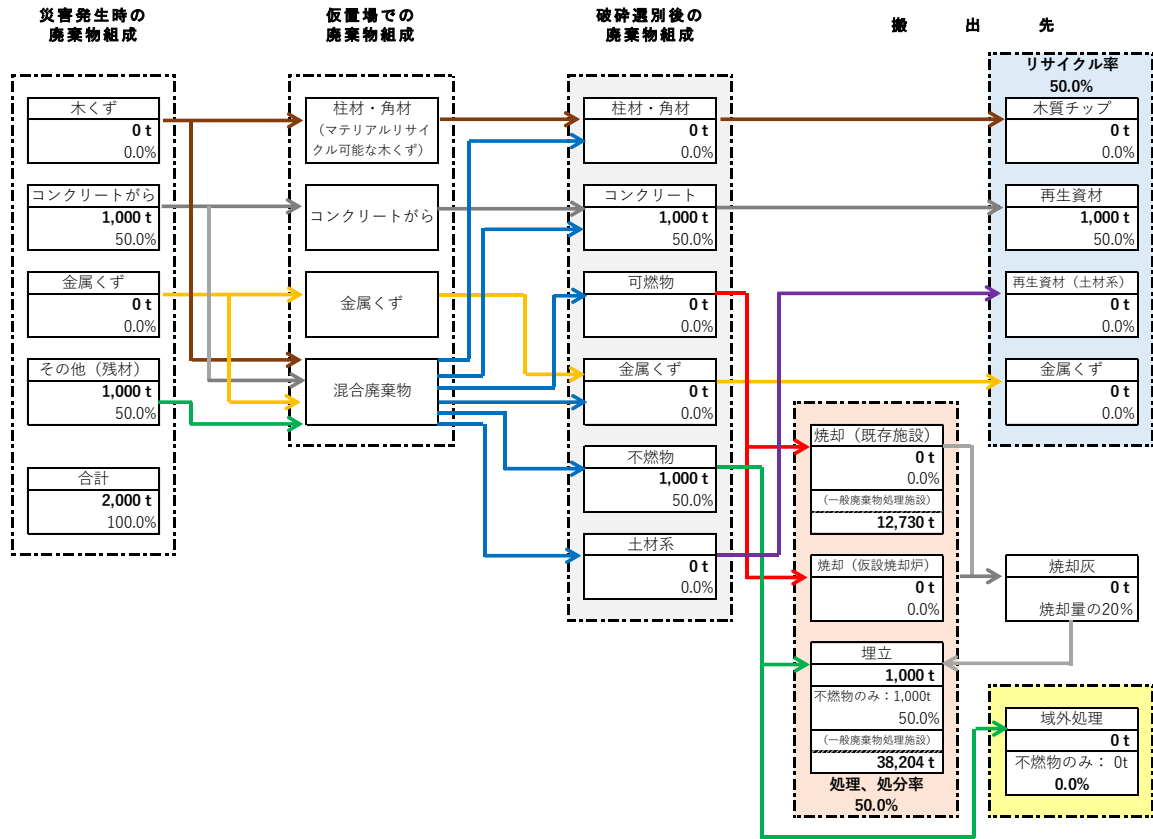 災害発生時の
廃棄物組成
仮置場での
廃棄物組成
破砕選別後の
廃棄物組成
搬 出 先
木くず
0 t
0.0%
コンクリートがら
1,000 t
50.0%
金属くず
0 t
0.0%
その他（残材）
1,000 t
50.0%
合計
2,000 t
100.0%
柱材・角材
（マテリアルリサイ
クル可能な木くず）
コンクリートがら
金属くず
混合廃棄物
柱材・角材
0 t
0.0%
コンクリート
1,000 t
50.0%
可燃物
0 t
0.0%
金属くず
0 t
0.0%
不燃物
1,000 t
50.0%
土材系
0 t
0.0%
リサイクル率
50.0%
木質チップ
0 t
0.0%
再生資材
1,000 t
50.0%
再生資材（土材系）
0 t
0.0%
金属くず
0 t
0.0%
焼却（既存施設）
0 t
0.0%
（一般廃棄物処理施設）
12,730 t
焼却（仮設焼却炉）
0 t
0.0%
埋立
1,000 t
不燃物のみ：1,000t
50.0%
（一般廃棄物処理施設）
38,204 t
処理、処分率
50.0%
焼却灰
0 t
焼却量の20%
域外処理
0 t
不燃物のみ： 0t
0.0%